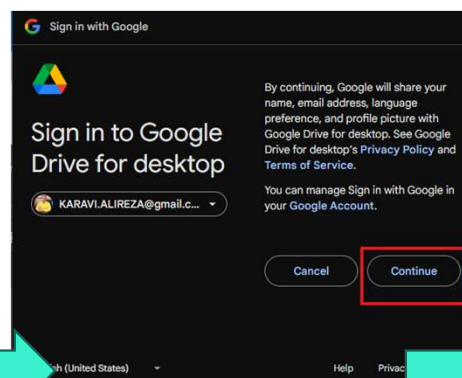 Sign in with Google
Sign in to Google
Drive for desktop
KARAVI.ALIREZA@gmail.c...
By continuing, Google will share your
name, email address, language
preference, and profile picture with
Google Drive for desktop. See Google
Drive for desktop's Privacy Policy and
Terms of Service.
You can manage Sign in with Google in
your Google Account.
Cancel
Continue
(United States)
Help